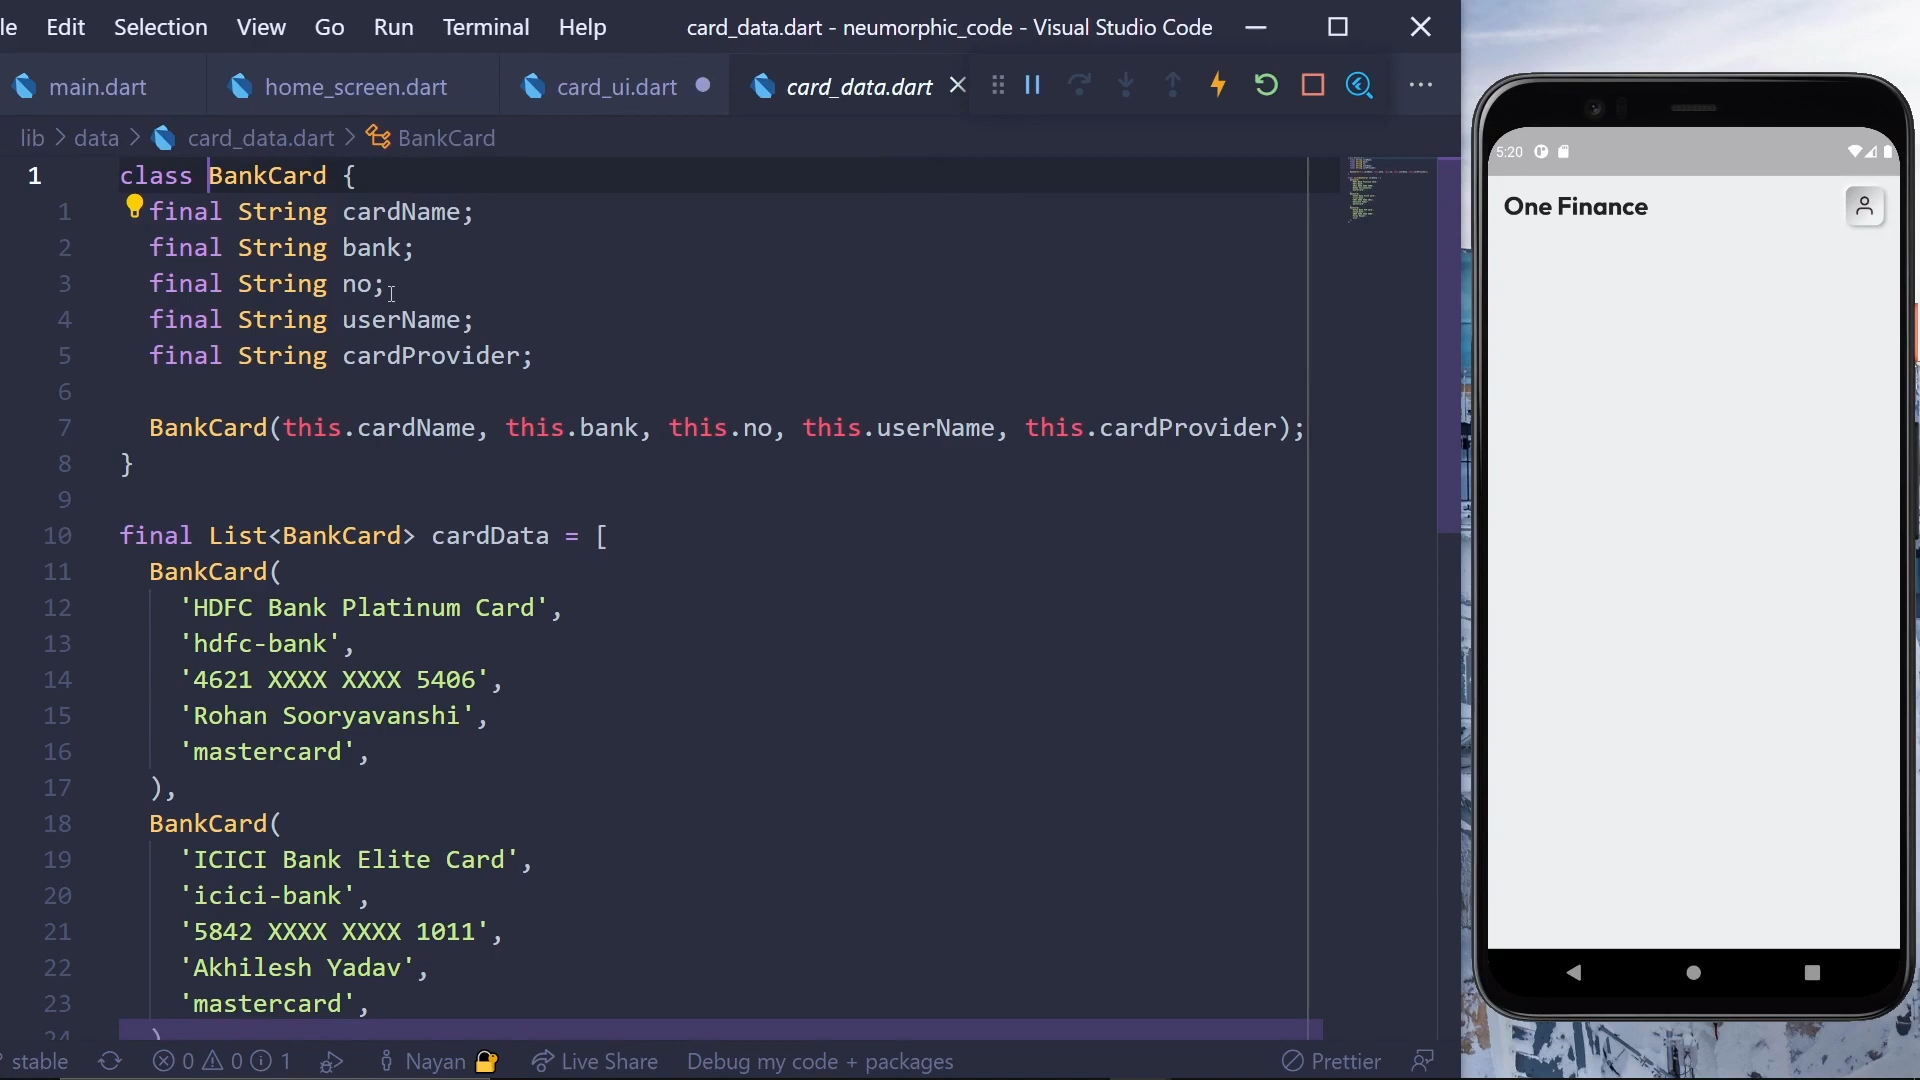 le Edit Selection View Go Run Terminal Help card_data.dart - neumorphic_code - Visual Studio Code
main.dart home_screen.dart card_ui.dart card_data.dart
lib > data > card_data.dart > BankCard
1 class BankCard {
1 final String cardName;
2 final String bank;
3 final String no;
4 final String userName;
5 final String cardProvider;
6
7 BankCard(this.cardName, this.bank, this.no, this.userName, this.cardProvider);
8 }
9
10 final List<BankCard> cardData = [
11 BankCard(
12 'HDFC Bank Platinum Card',
13 'hdfc-bank',
14 '4621 XXXX XXXX 5406',
15 'Rohan Sooryavanshi',
16 'mastercard',
17 ),
18 BankCard(
19 'ICICI Bank Elite Card',
20 'icici-bank',
21 '5842 XXXX XXXX 1011',
22 'Akhilesh Yadav',
23 'mastercard',
24 )
stable 0 0 1 Nayan Live Share Debug my code + packages Prettier
5:20
One Finance